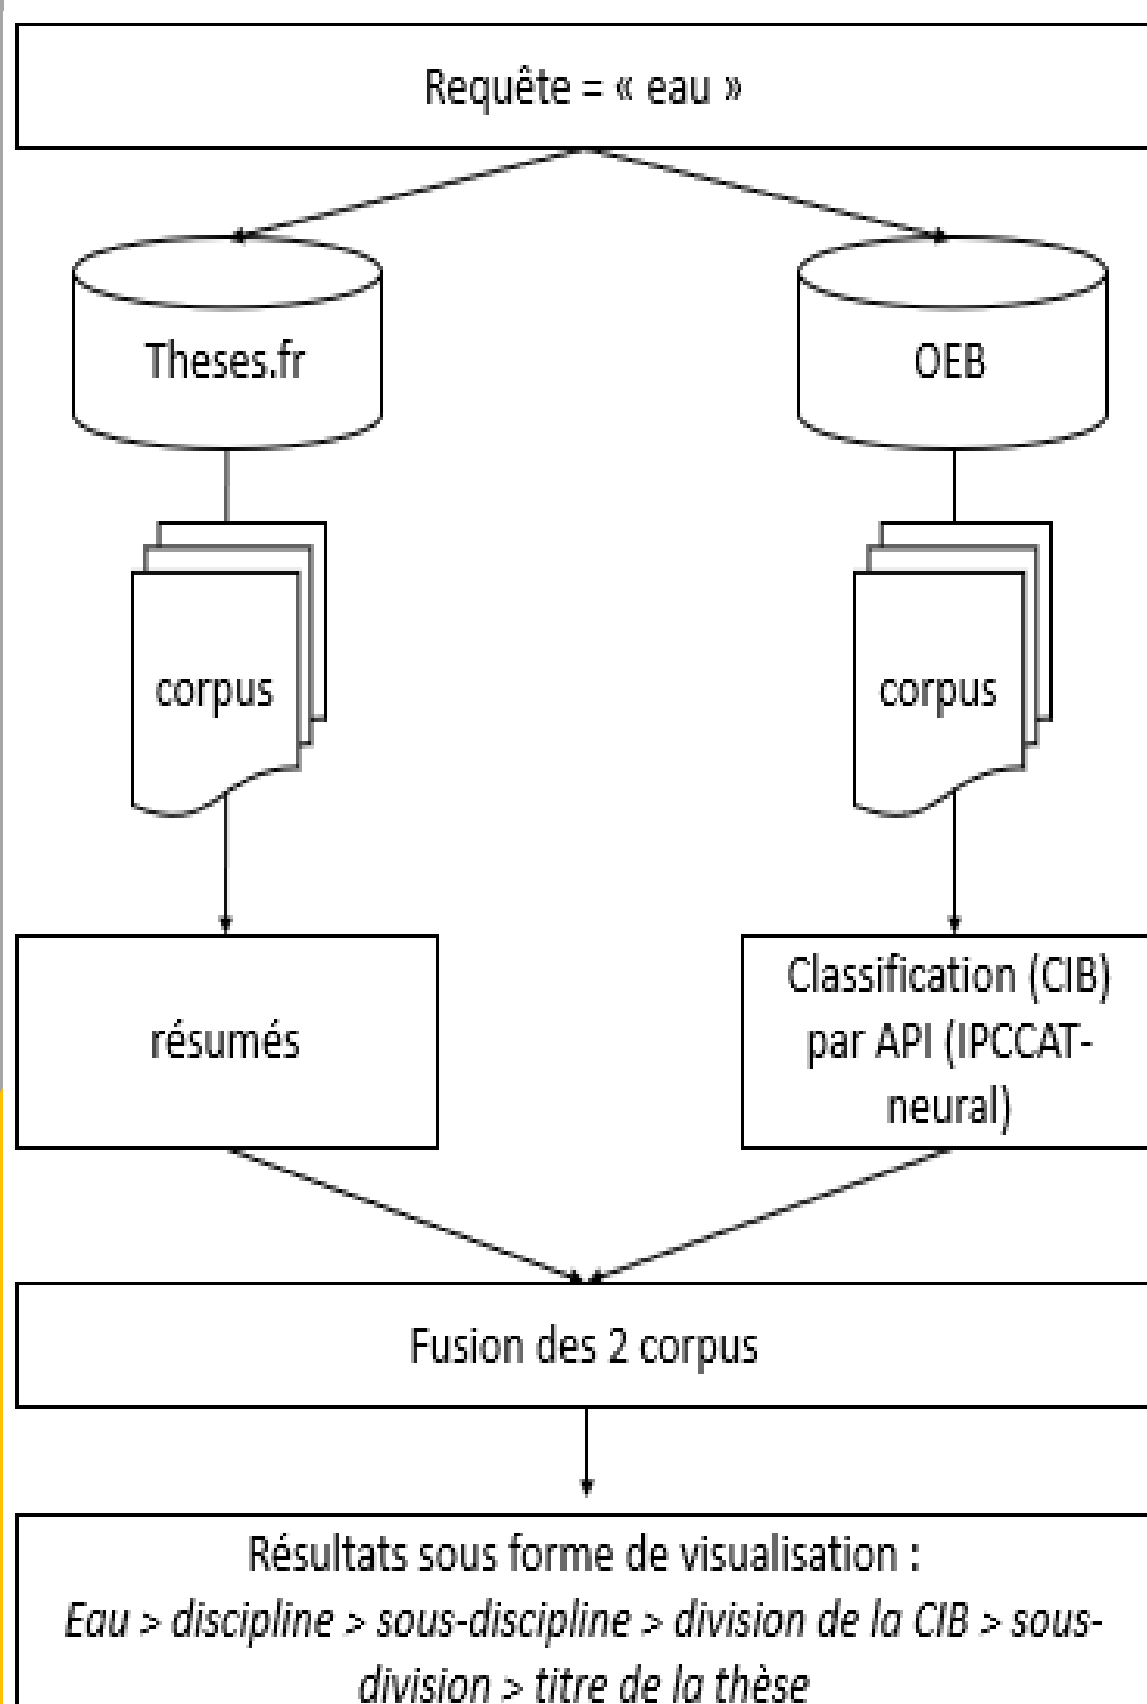 Requête = « eau »
Theses.fr
OEB
corpus
corpus
résumés
Classification (CIB)
par API (IPCCAT-
neural)
Fusion des 2 corpus
Résultats sous forme de visualisation :
Eau > discipline > sous-discipline > division de la CIB > sous-
division > titre de la thèse